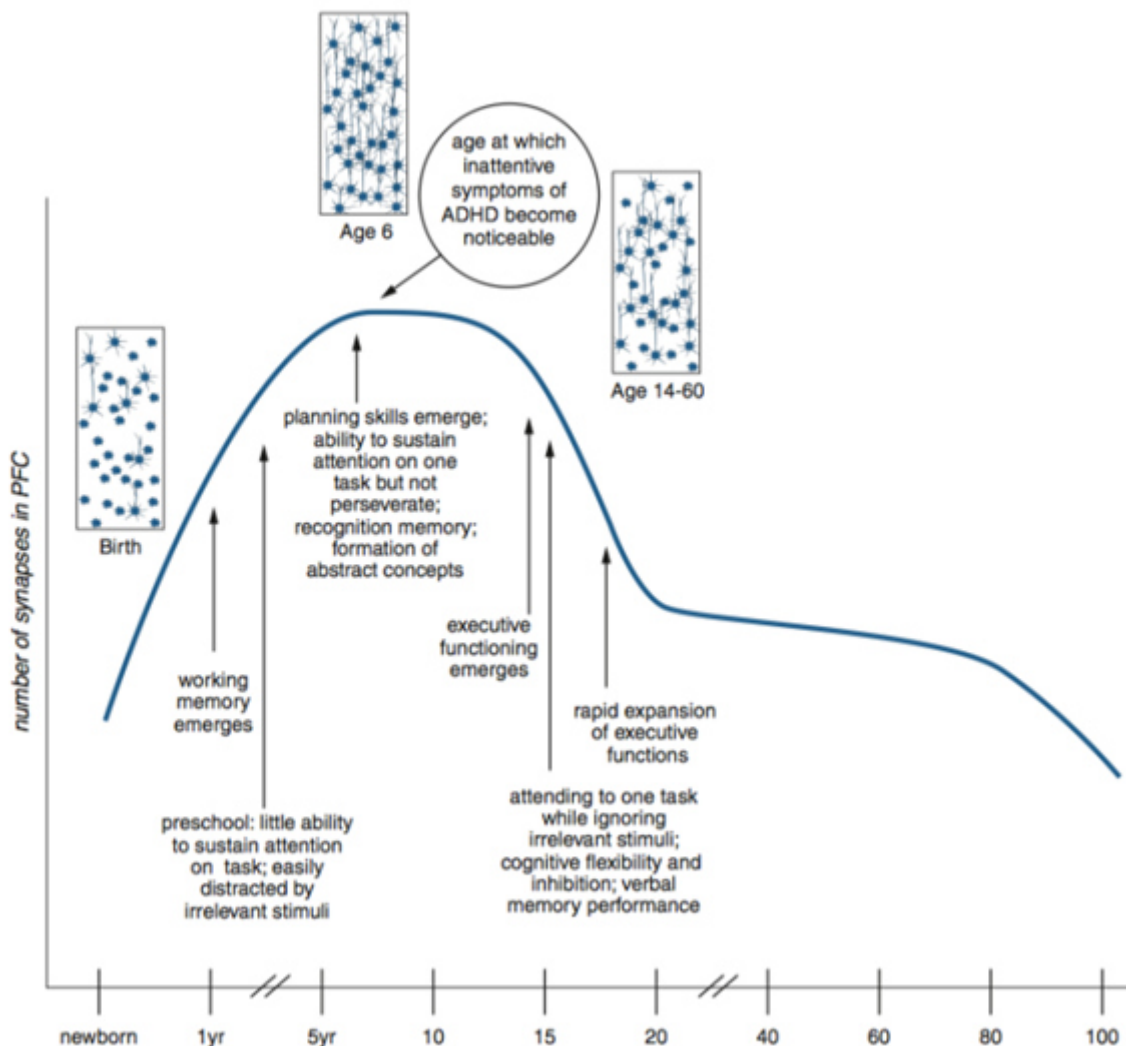 age at which
inattentive
symptoms of
ADHD become
noticeable
Age 6
Age 14-60
Birth
number of synapses in PFC
planning skills emerge;
ability to sustain
attention on one
task but not
perseverate;
recognition memory;
formation of
abstract concepts
working
memory
emerges
executive
functioning
emerges
rapid expansion
of executive
functions
preschool: little ability
to sustain attention
on task; easily
distracted by
irrelevant stimuli
attending to one task
while ignoring
irrelevant stimuli;
cognitive flexibility and
inhibition; verbal
memory performance
newborn 1yr 5yr 10 15 20 40 60 80 100